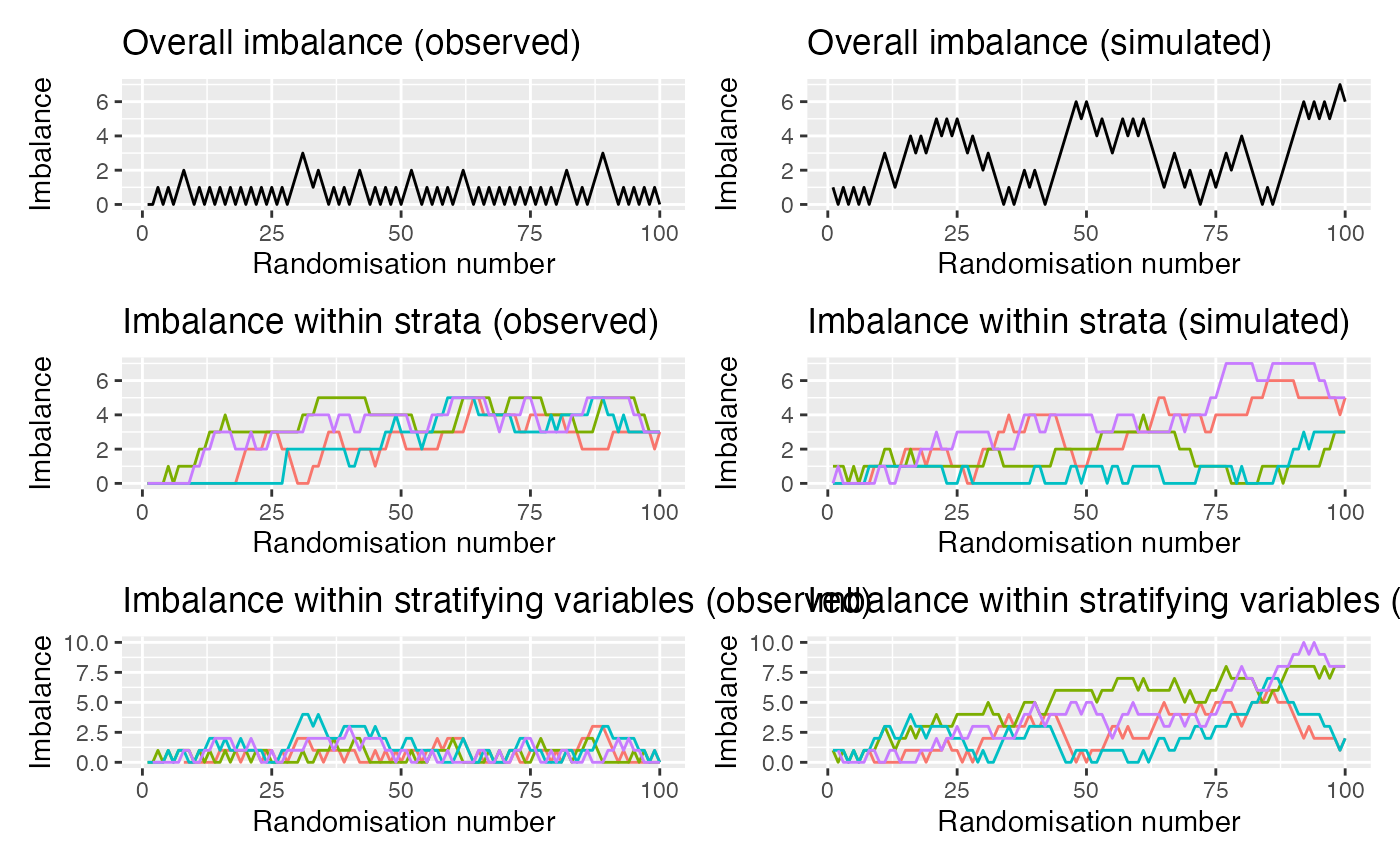 Overall imbalance (observed)
Imbalance
6
4
2
0
0 25 50 75 100
Randomisation number
Overall imbalance (simulated)
Imbalance
6
4
2
0
0 25 50 75 100
Randomisation number
Imbalance within strata (observed)
Imbalance
6
4
2
0
0 25 50 75 100
Randomisation number
Imbalance within strata (simulated)
Imbalance
6
4
2
0
0 25 50 75 100
Randomisation number
Imbalance within stratifying variables (observed)
Imbalance
10.0
7.5
5.0
2.5
0.0
0 25 50 75 100
Randomisation number
Imbalance within stratifying variables (
Imbalance
10.0
7.5
5.0
2.5
0.0
0 25 50 75 100
Randomisation number